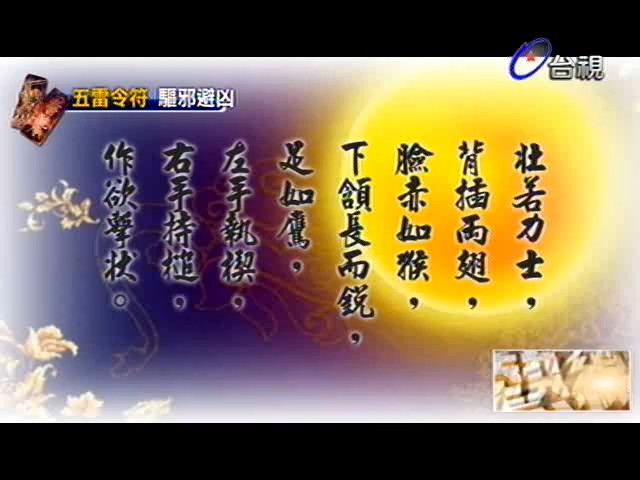 台視
五雷令符 驅邪避凶
壯若力士，
背插兩翅，
臉赤如猴，
下頷長而銳，
足如鷹，
左手執楔，
右手持槌，
作欲擊狀。